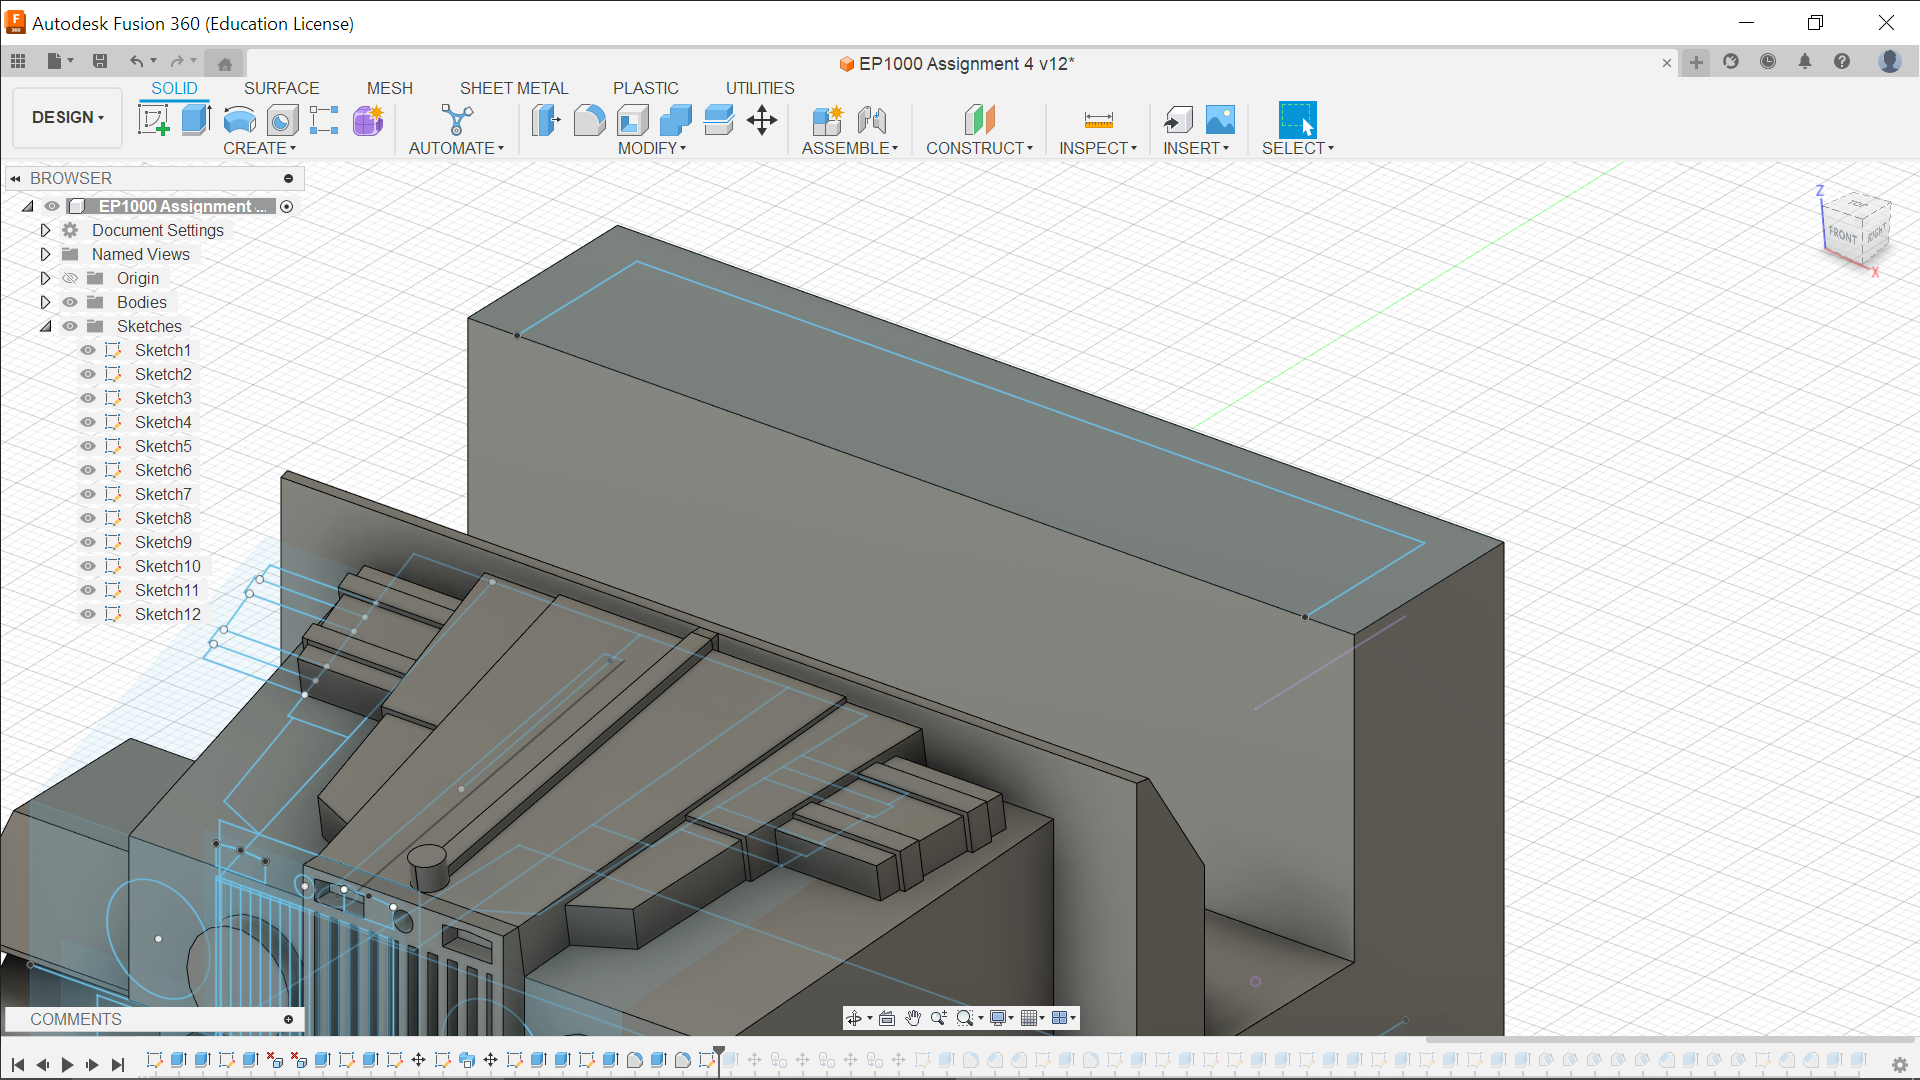 Autodesk Fusion 360 (Education License)
EP1000 Assignment 4 v12*
DESIGN
SOLID SURFACE MESH SHEET METAL PLASTIC UTILITIES
CREATE AUTOMATE MODIFY ASSEMBLE CONSTRUCT INSPECT INSERT SELECT
BROWSER
EP1000 Assignment ...
Document Settings
Named Views
Origin
Bodies
Sketches
Sketch1
Sketch2
Sketch3
Sketch4
Sketch5
Sketch6
Sketch7
Sketch8
Sketch9
Sketch10
Sketch11
Sketch12
Z
TOP
FRONT RIGHT
X
COMMENTS